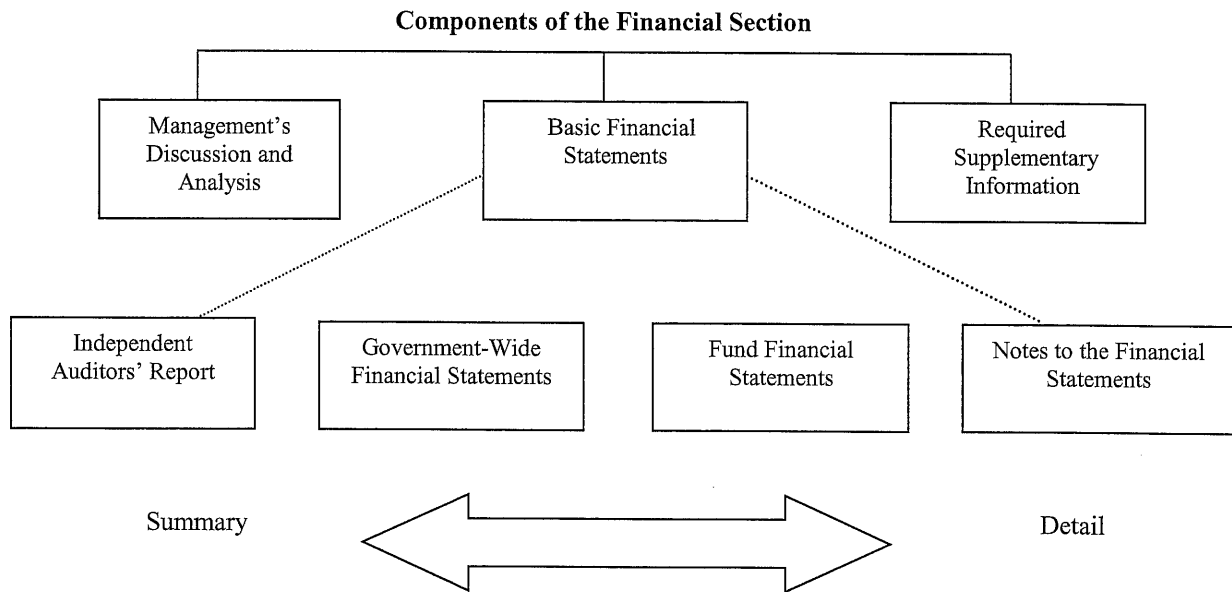 Components of the Financial Section
Management's
Discussion and
Analysis
Basic Financial
Statements
Required
Supplementary
Information
Independent
Auditors' Report
Government-Wide
Financial Statements
Fund Financial
Statements
Notes to the Financial
Statements
Summary
Detail